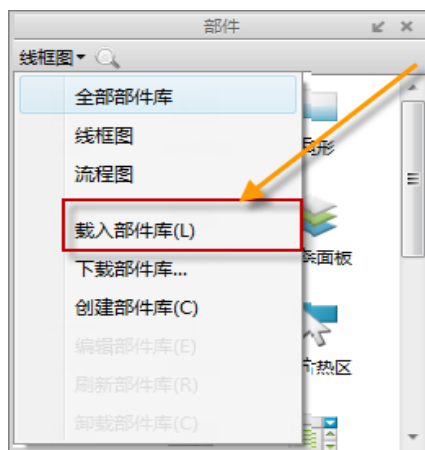 部件
线框图
全部部件库
线框图
流程图
载入部件库(L)
下载部件库...
创建部件库(C)
编辑部件库(E)
刷新部件库(R)
卸载部件库(C)
形
面板
热区